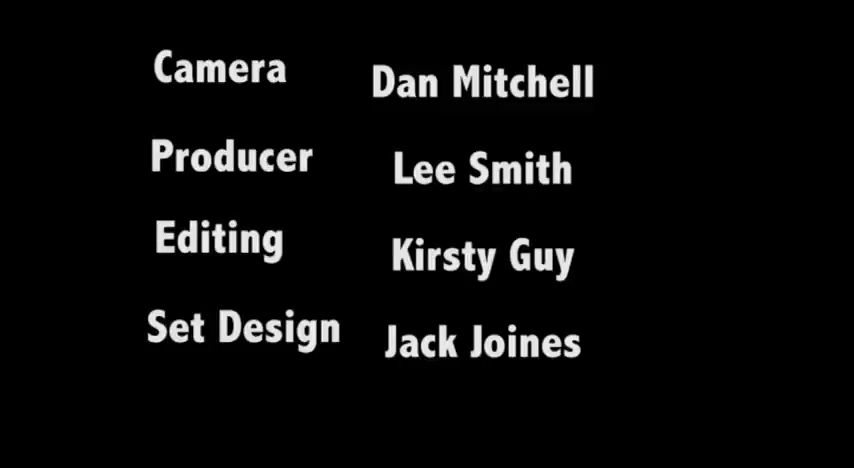 Camera Dan Mitchell
Producer Lee Smith
Editing Kirsty Guy
Set Design Jack Joines